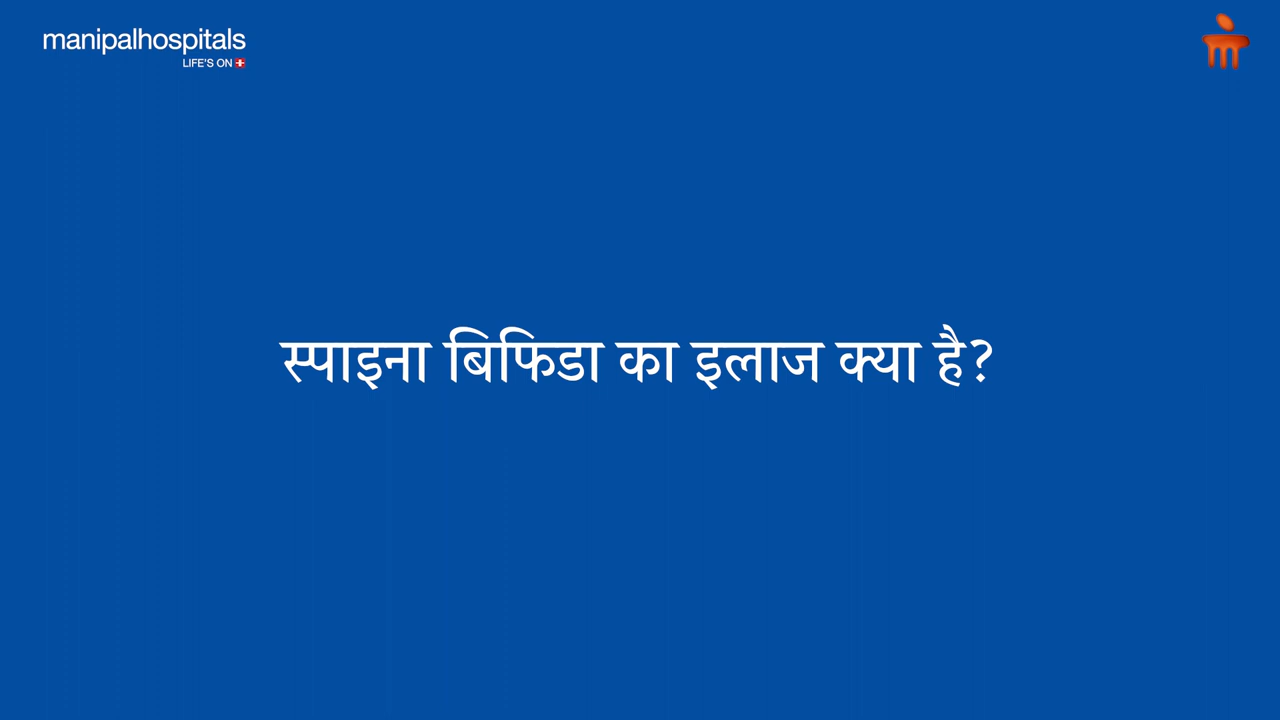 manipalhospitals
LIFE'S ON
स्पाइना बिफिडा का इलाज क्या है?